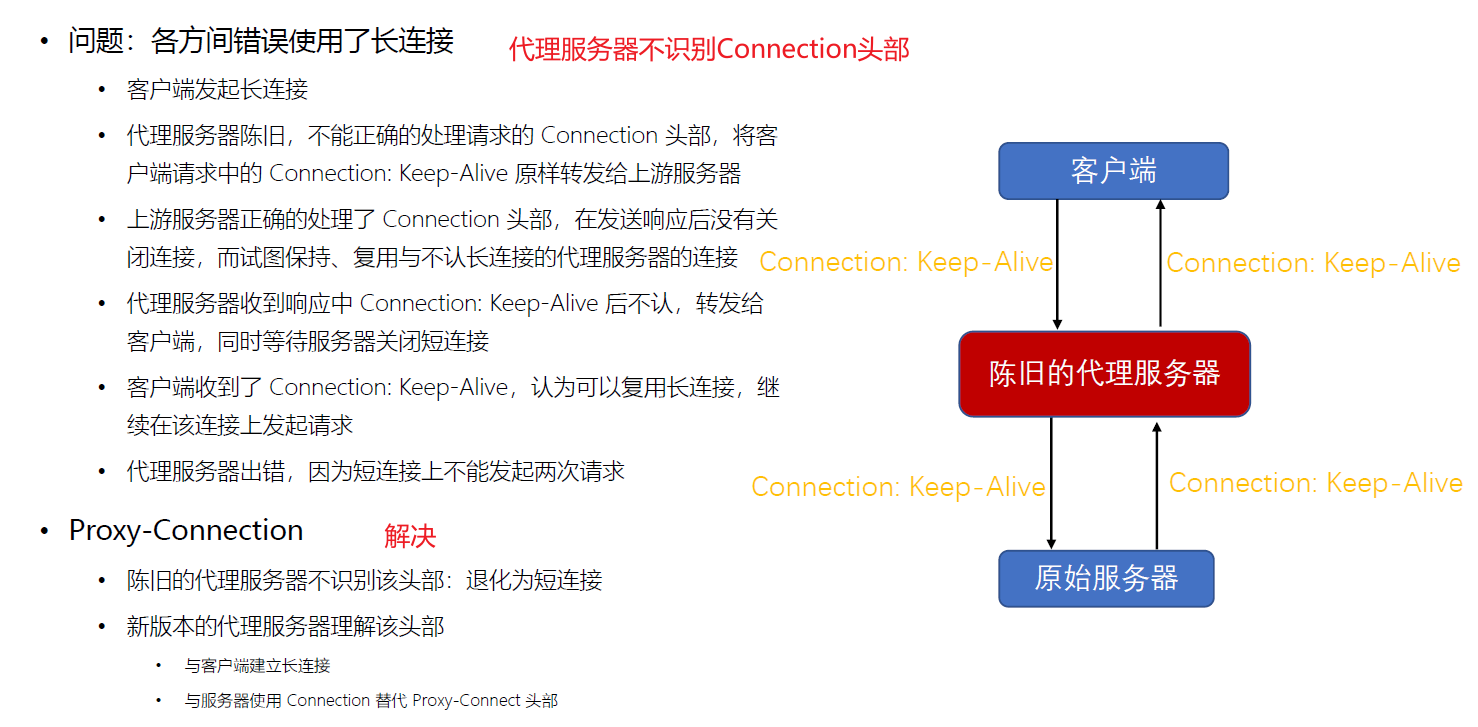 • 问题：各方间错误使用了长连接 代理服务器不识别Connection头部
• 客户端发起长连接
• 代理服务器陈旧，不能正确的处理请求的 Connection 头部，将客
户端请求中的 Connection: Keep-Alive 原样转发给上游服务器
• 上游服务器正确的处理了 Connection 头部，在发送响应后没有关
闭连接，而试图保持、复用与不认长连接的代理服务器的连接
• 代理服务器收到响应中 Connection: Keep-Alive 后不认，转发给
客户端，同时等待服务器关闭短连接
• 客户端收到了 Connection: Keep-Alive，认为可以复用长连接，继
续在该连接上发起请求
• 代理服务器出错，因为短连接上不能发起两次请求
• Proxy-Connection 解决
• 陈旧的代理服务器不识别该头部：退化为短连接
• 新版本的代理服务器理解该头部
• 与客户端建立长连接
• 与服务器使用 Connection 替代 Proxy-Connect 头部
客户端
Connection: Keep-Alive
Connection: Keep-Alive
陈旧的代理服务器
Connection: Keep-Alive
Connection: Keep-Alive
原始服务器